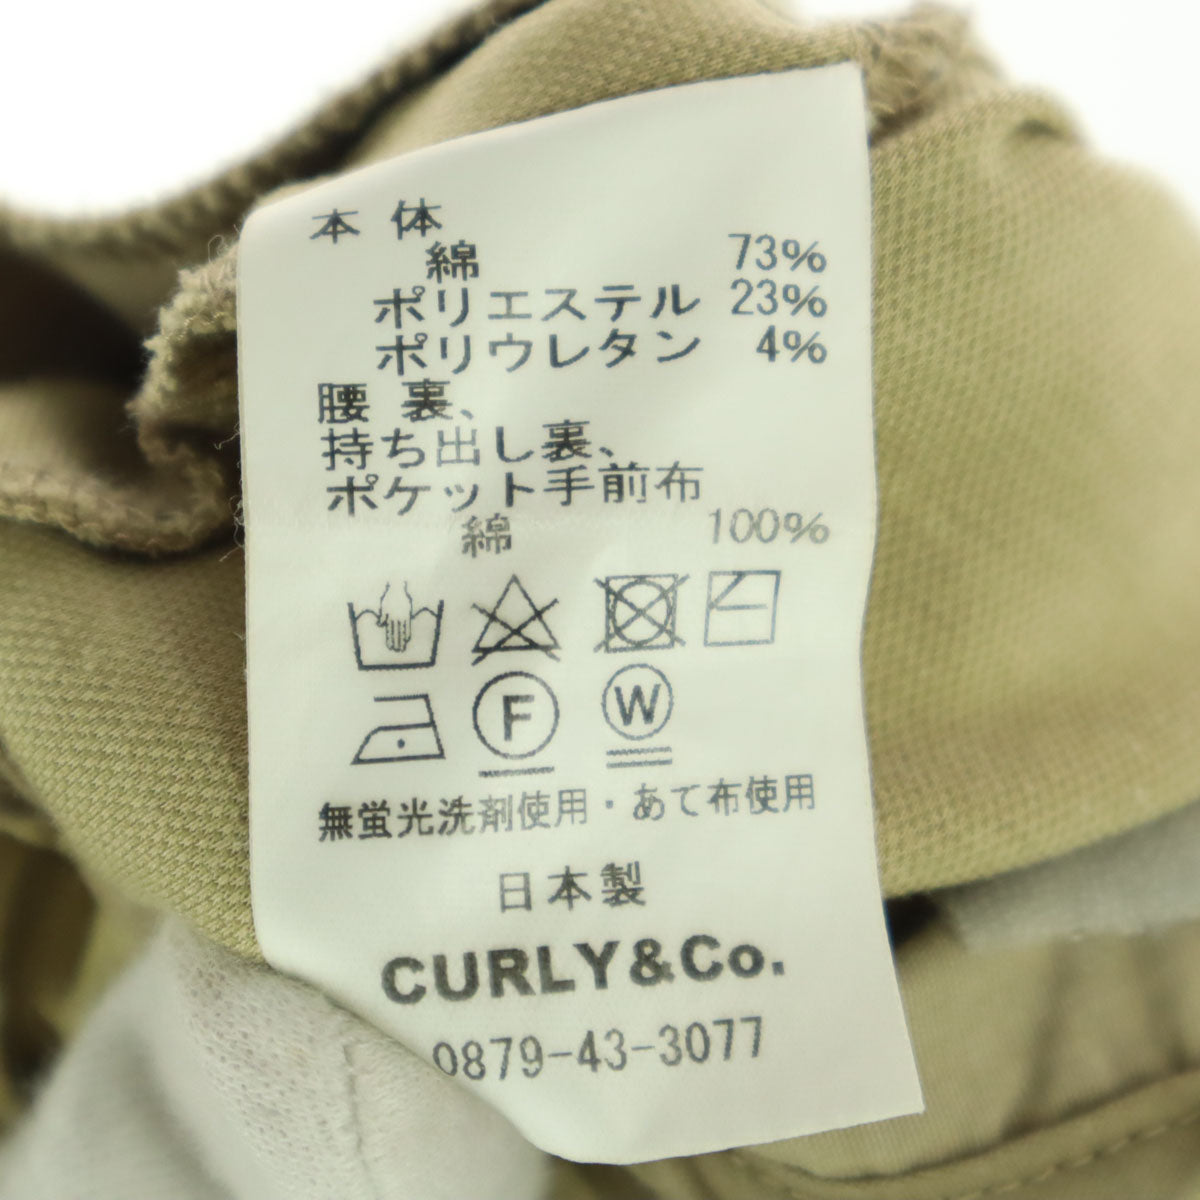 本 体
綿 73%
ポリエステル 23%
ポリウレタン 4%
腰 裏、
持ち出し裏、
ポケット手前布
綿 100%
F W
無蛍光洗剤使用・あて布使用
日本製
CURLY&Co.
0879-43-3077